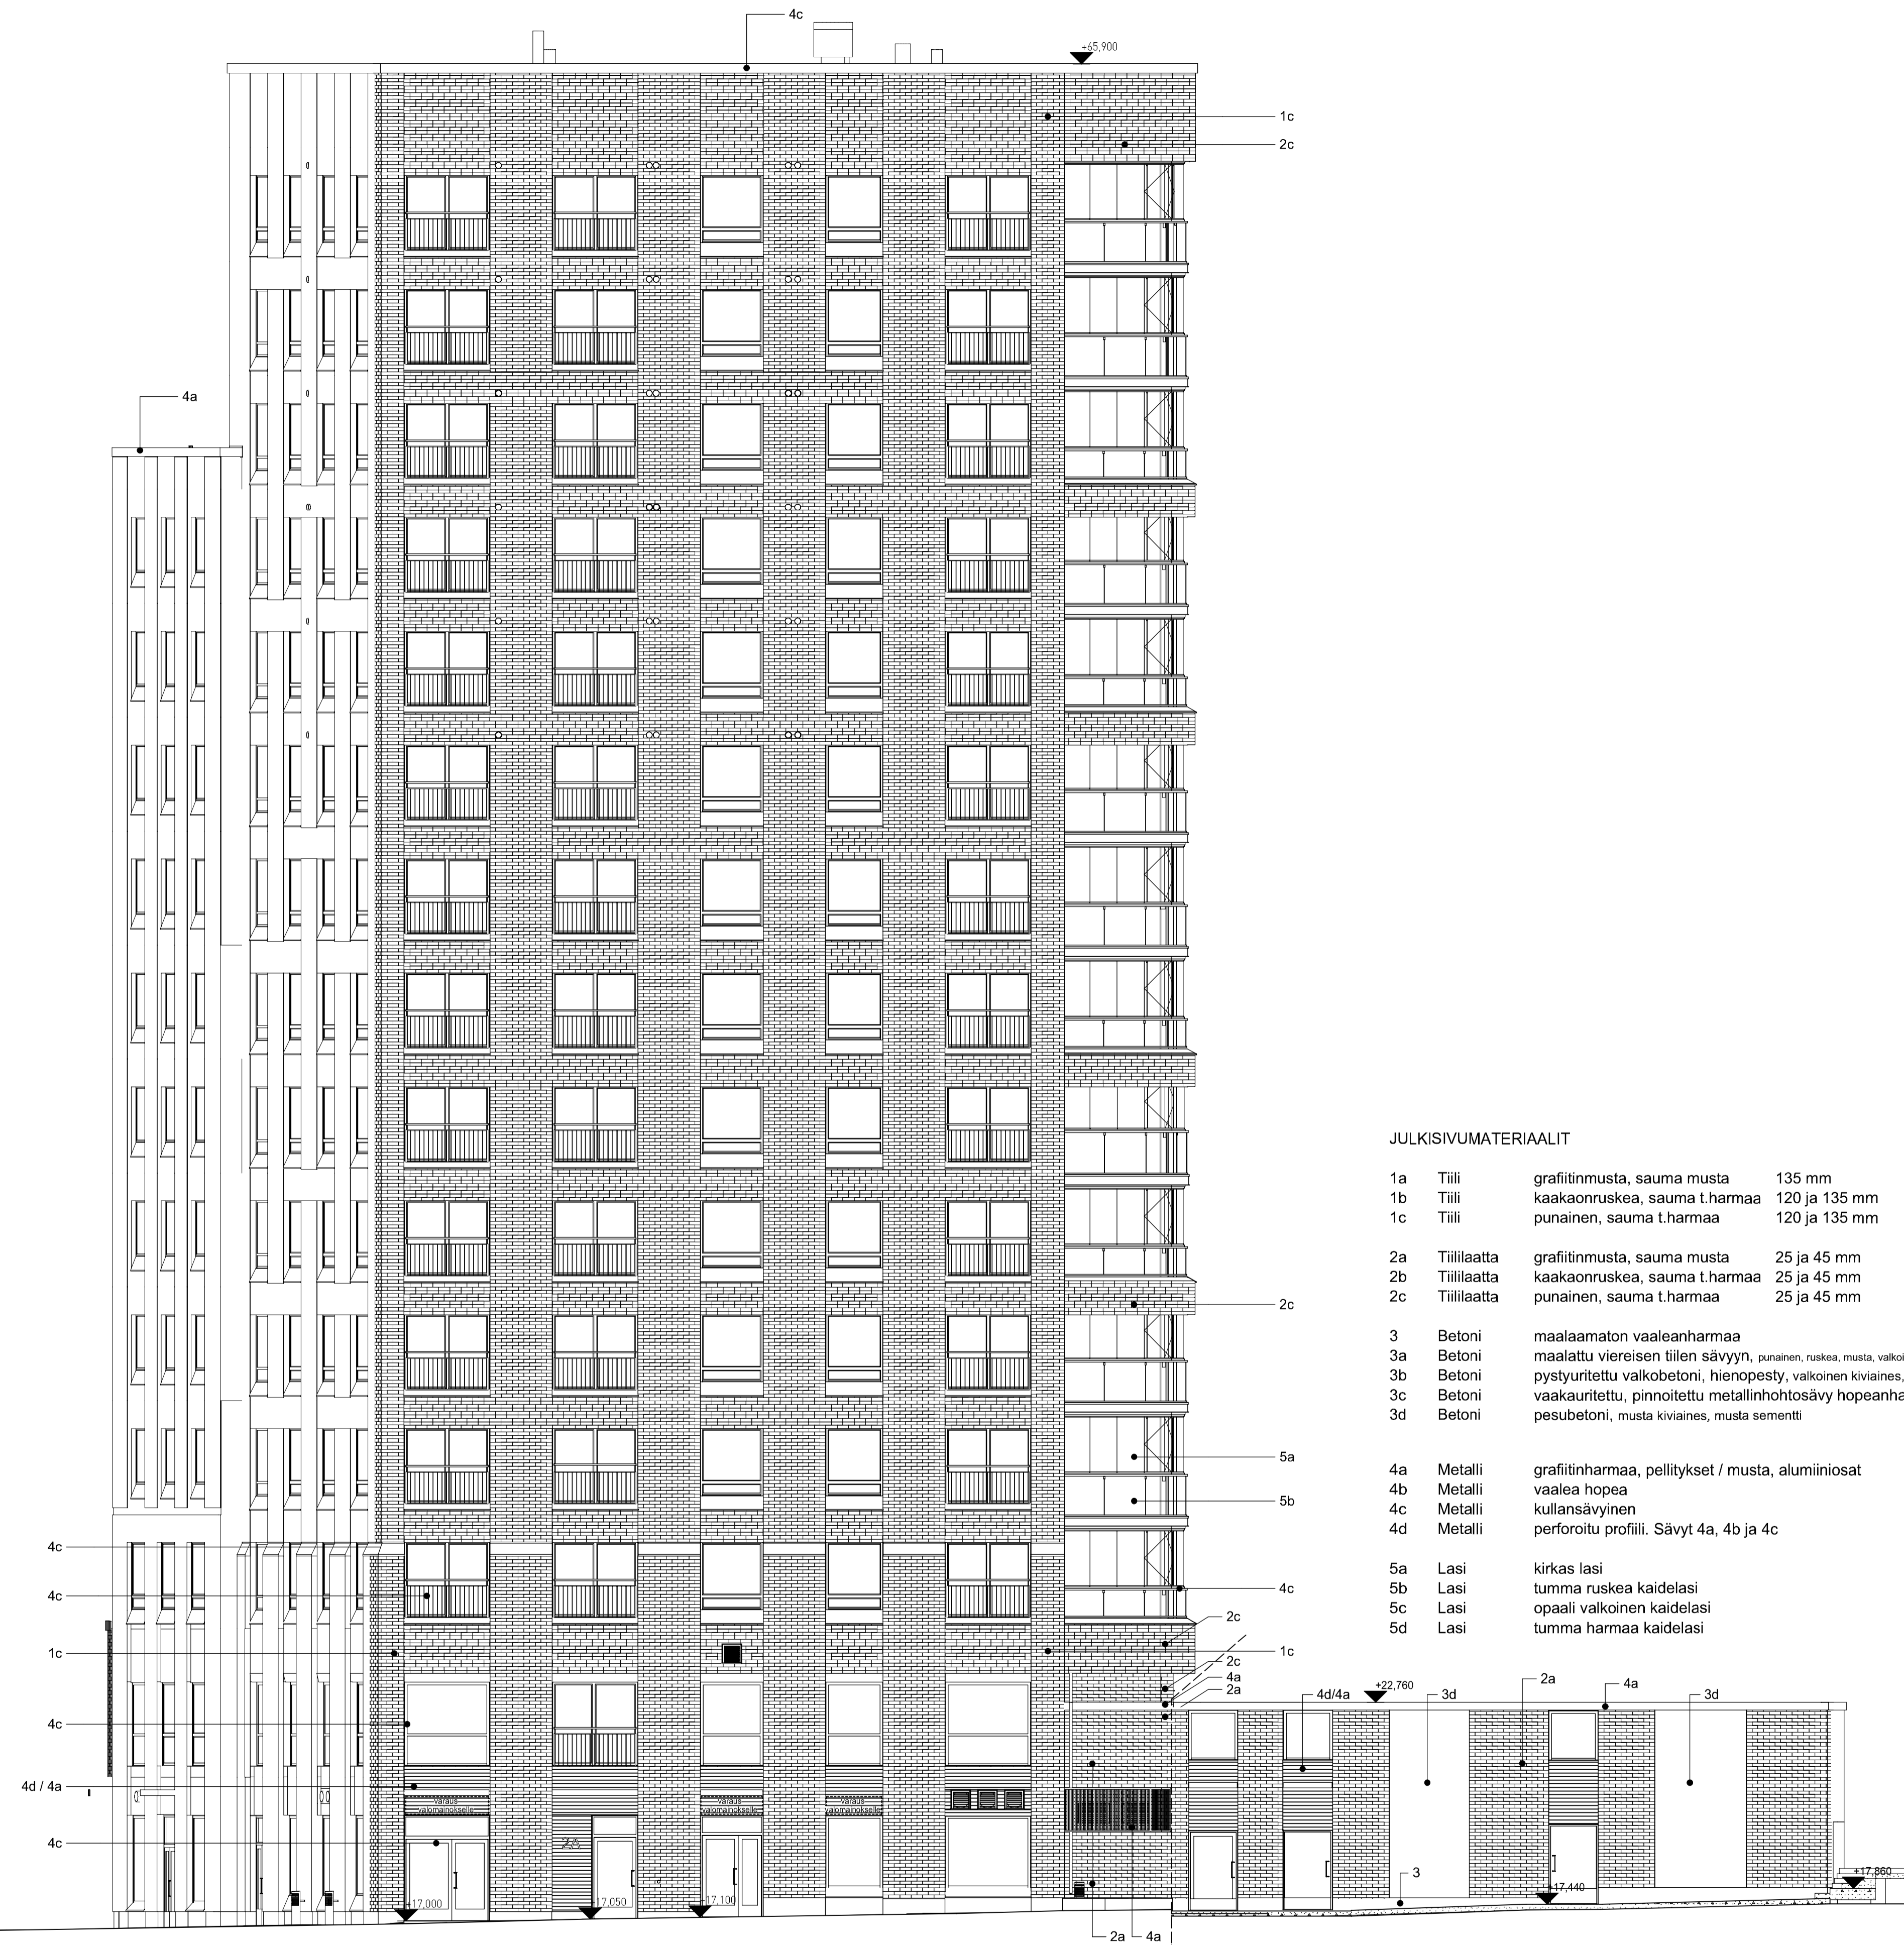 4c
+65,900
1c
2c
4a
2c
5a
5b
4c
4c
4c
2c
1c
1c
2c
4a
2a
+22,760
4d/4a
3d
2a
4a
3d
4c
4d / 4a
varaus
valomainokselle
varaus
valomainokselle
varaus
valomainokselle
4c
3
+17,860
+17,000
+17,050
+17,100
+17,440
2a
4a
JULKISIVUMATERIAALIT
1a Tiili grafiitinmusta, sauma musta 135 mm
1b Tiili kaakaonruskea, sauma t.harmaa 120 ja 135 mm
1c Tiili punainen, sauma t.harmaa 120 ja 135 mm
2a Tiililaatta grafiitinmusta, sauma musta 25 ja 45 mm
2b Tiililaatta kaakaonruskea, sauma t.harmaa 25 ja 45 mm
2c Tiililaatta punainen, sauma t.harmaa 25 ja 45 mm
3 Betoni maalaamaton vaaleanharmaa
3a Betoni maalattu viereisen tiilen sävyyn, punainen, ruskea, musta, valkoi
3b Betoni pystyuritettu valkobetoni, hienopesty, valkoinen kiviaines,
3c Betoni vaakauritettu, pinnoitettu metallinhohtosävy hopeanha
3d Betoni pesubetoni, musta kiviaines, musta sementti
4a Metalli grafiitinharmaa, pellitykset / musta, alumiiniosat
4b Metalli vaalea hopea
4c Metalli kullansävyinen
4d Metalli perforoitu profiili. Sävyt 4a, 4b ja 4c
5a Lasi kirkas lasi
5b Lasi tumma ruskea kaidelasi
5c Lasi opaali valkoinen kaidelasi
5d Lasi tumma harmaa kaidelasi